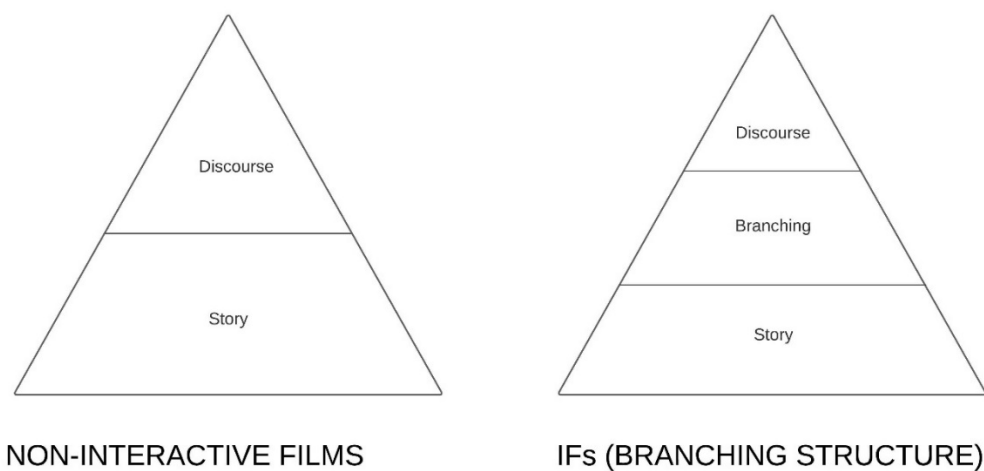 Discourse
Story
NON-INTERACTIVE FILMS
Discourse
Branching
Story
IFs (BRANCHING STRUCTURE)